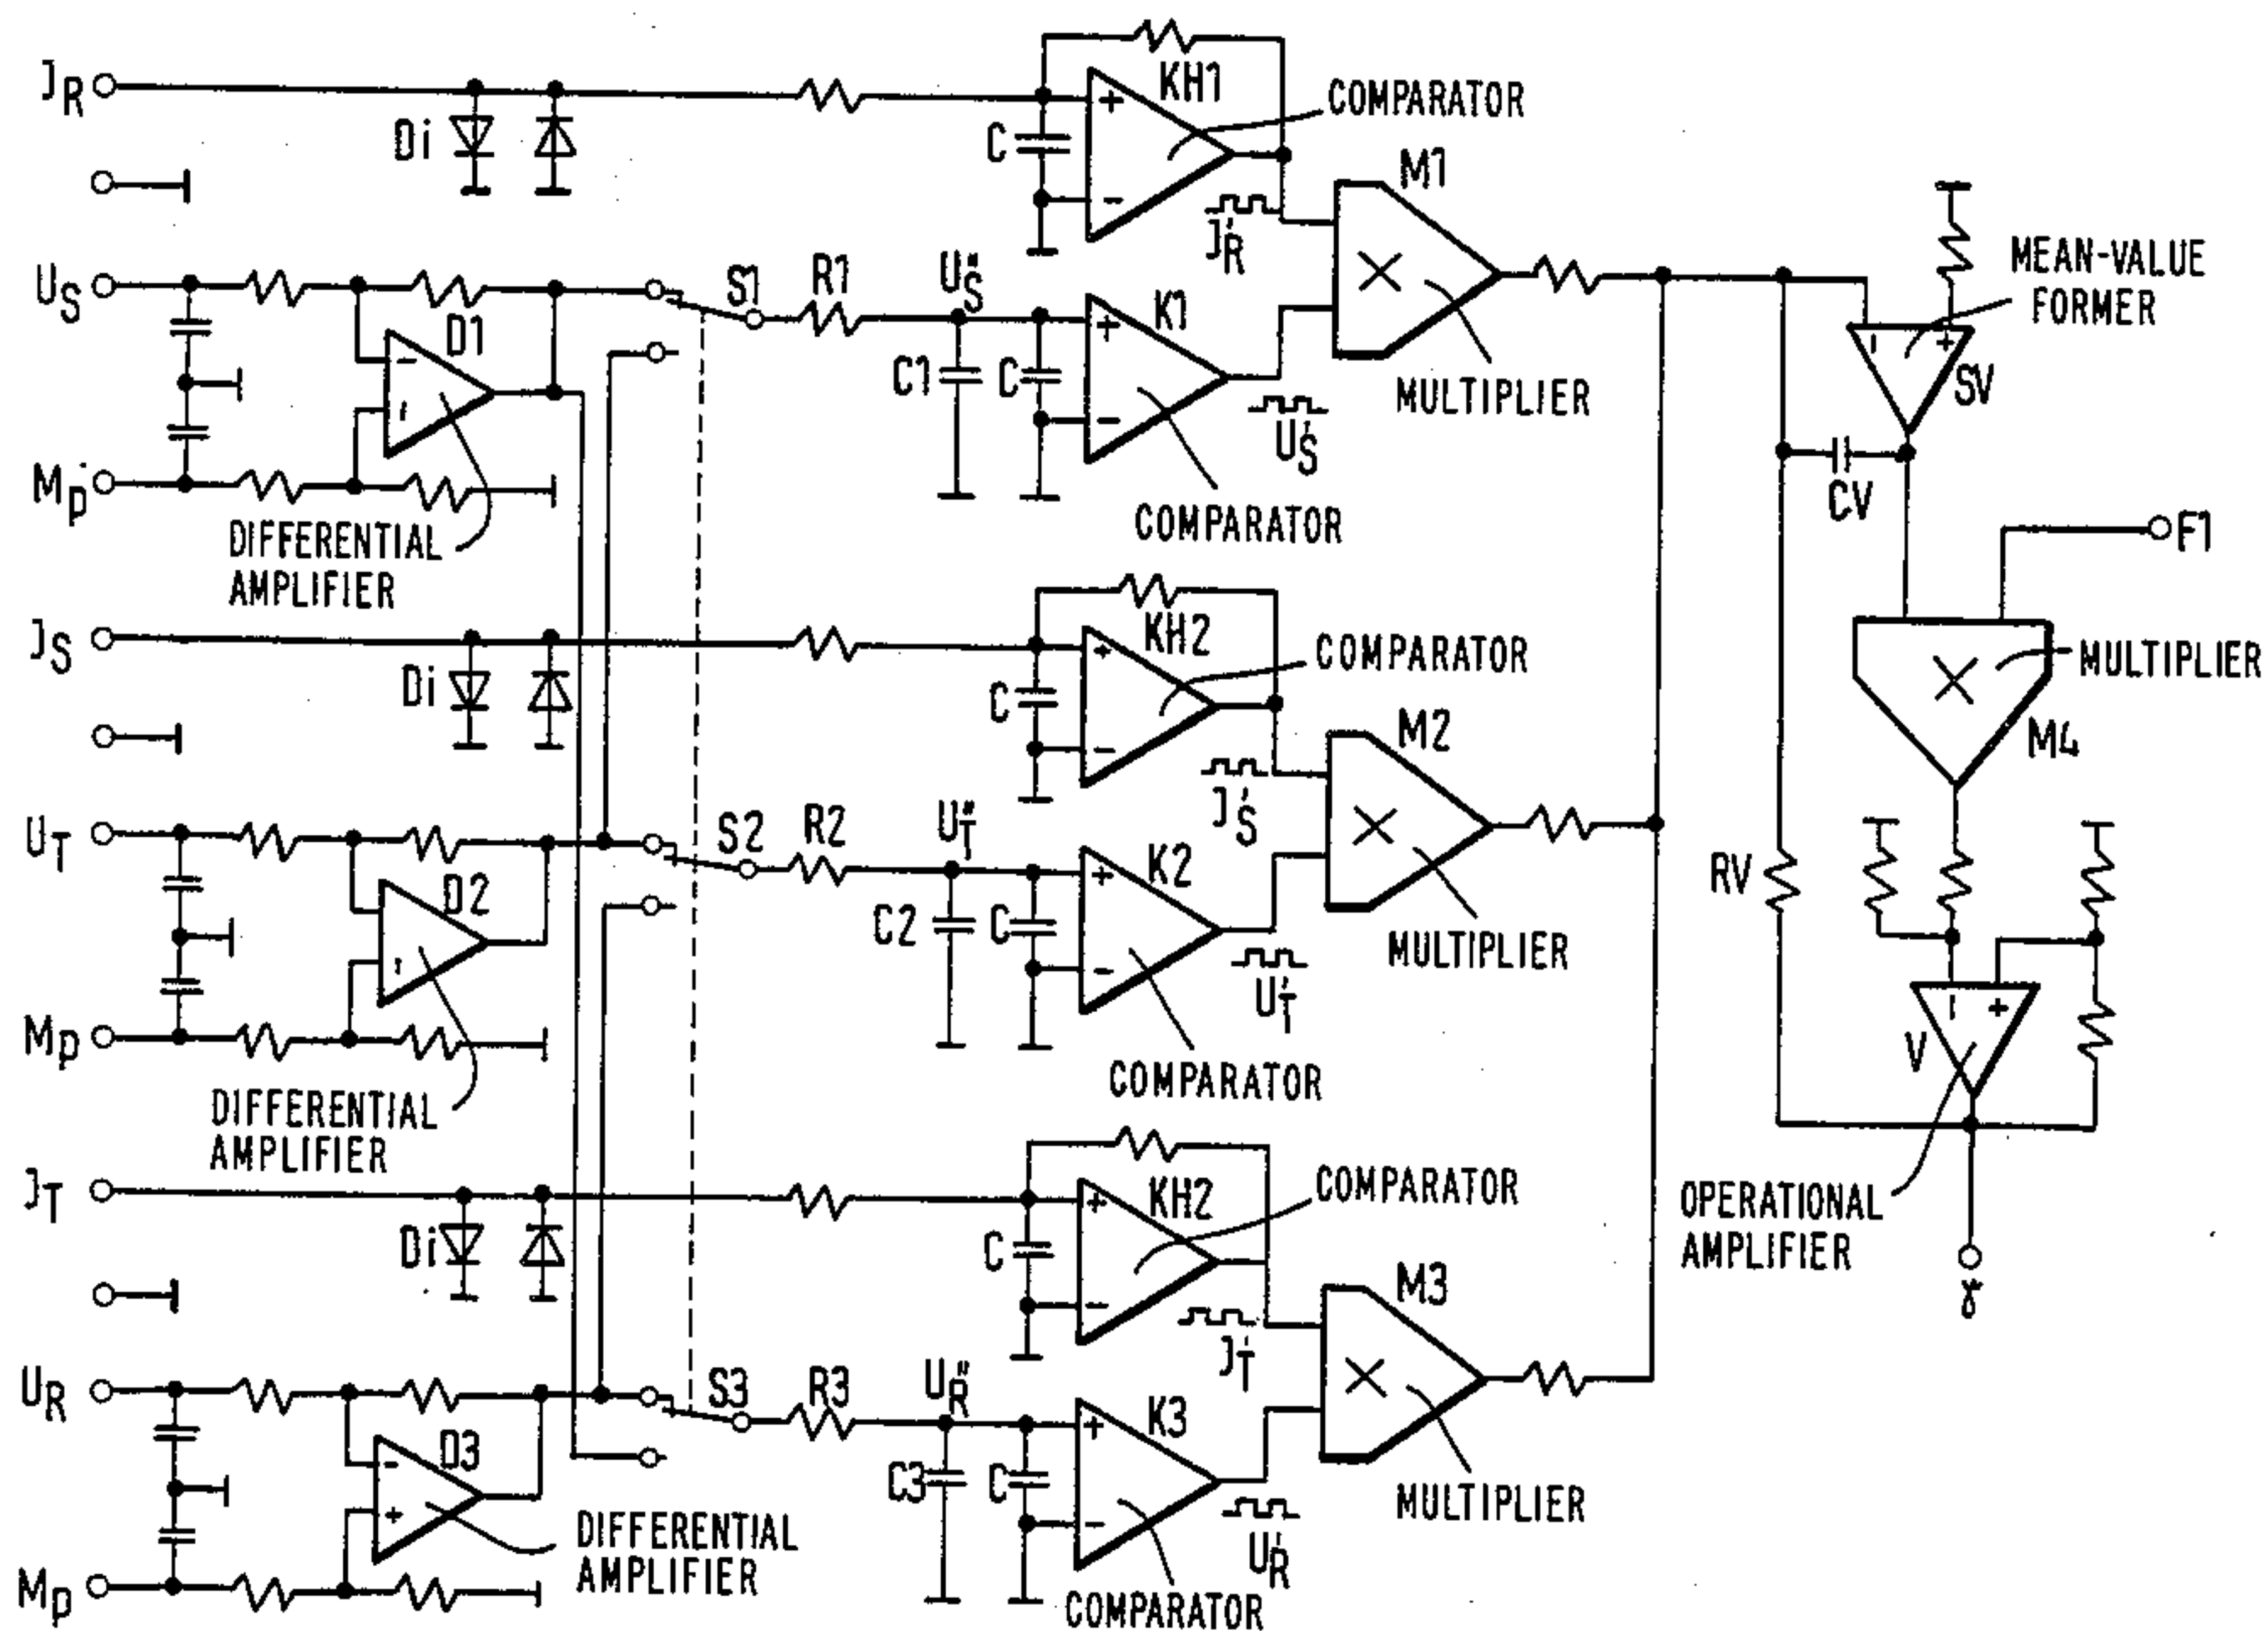 J_R
Di
C
+
−
KH1
COMPARATOR
J'_R
M1
×
MULTIPLIER
MEAN-VALUE
FORMER
−
+
SV
U_S
−
D1
S1
R1
U"_S
C1
C
+
−
K1
U'_S
COMPARATOR
M_p
DIFFERENTIAL
AMPLIFIER
CV
F1
J_S
Di
C
+
−
KH2
COMPARATOR
J'_S
M2
×
MULTIPLIER
×
MULTIPLIER
M4
U_T
D2
S2
R2
U"_T
C2
C
+
−
K2
U'_T
COMPARATOR
M_p
DIFFERENTIAL
AMPLIFIER
RV
−
+
V
OPERATIONAL
AMPLIFIER
γ
J_T
Di
C
+
−
KH2
COMPARATOR
J'_T
M3
×
MULTIPLIER
U_R
−
+
D3
S3
R3
U"_R
C3
C
+
−
K3
U'_R
COMPARATOR
M_p
DIFFERENTIAL
AMPLIFIER